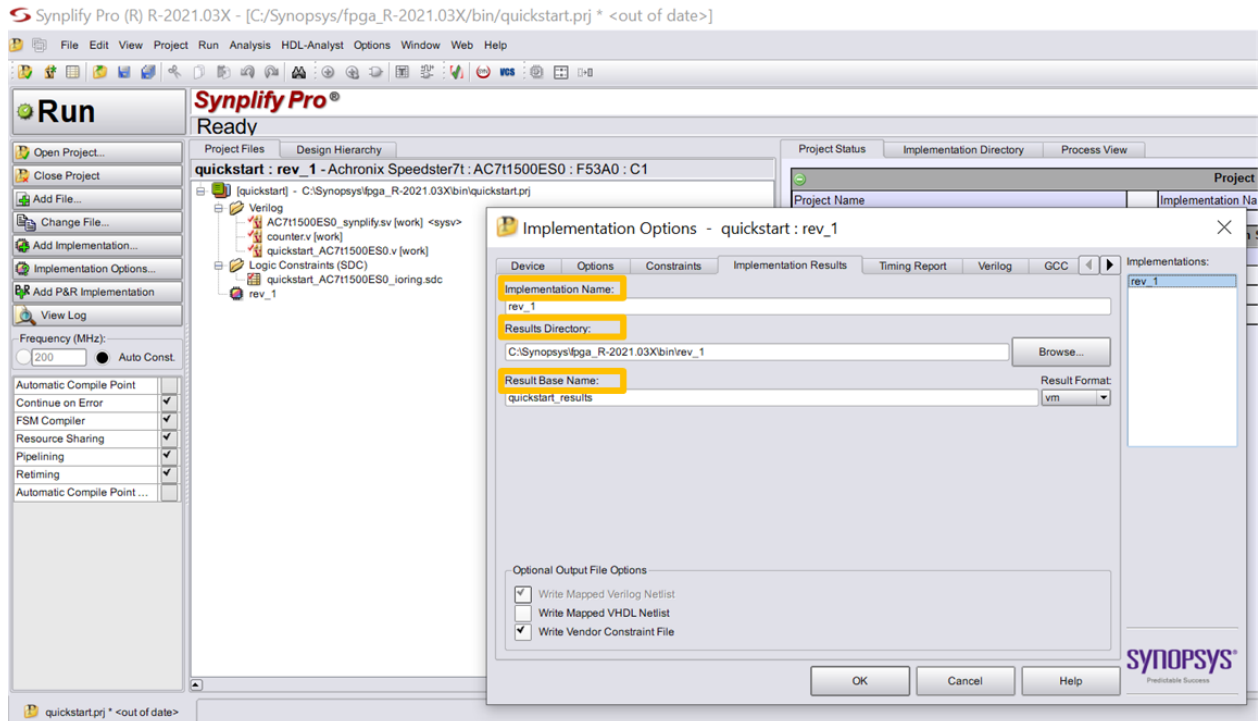 Synplify Pro (R) R-2021.03X - [C:/Synopsys/fpga_R-2021.03X/bin/quickstart.prj * <out of date>]
File Edit View Project Run Analysis HDL-Analyst Options Window Web Help
VCS
Run
Synplify Pro®
Ready
Open Project...
Close Project
Add File...
Change File...
Add Implementation...
Implementation Options...
Add P&R Implementation
View Log
Frequency (MHz):
200 Auto Const.
Automatic Compile Point
Continue on Error
FSM Compiler
Resource Sharing
Pipelining
Retiming
Automatic Compile Point ...
Project Files Design Hierarchy
quickstart : rev_1 - Achronix Speedster7t : AC7t1500ES0 : F53A0 : C1
[quickstart] - C:\Synopsys\fpga_R-2021.03X\bin\quickstart.prj
Verilog
AC7t1500ES0_synplify.sv [work] <sysv>
counter.v [work]
quickstart_AC7t1500ES0.v [work]
Logic Constraints (SDC)
quickstart_AC7t1500ES0_ioring.sdc
rev_1
Project Status Implementation Directory Process View
Project
Project Name Implementation Na
Implementation Options - quickstart : rev_1
Device Options Constraints Implementation Results Timing Report Verilog GCC
Implementations:
rev_1
Implementation Name:
rev_1
Results Directory:
C:\Synopsys\fpga_R-2021.03X\bin\rev_1
Browse...
Result Base Name: Result Format:
quickstart_results vm
Optional Output File Options
Write Mapped Verilog Netlist
Write Mapped VHDL Netlist
Write Vendor Constraint File
SYNOPSYS®
Predictable Success
OK Cancel Help
quickstart.prj * <out of date>